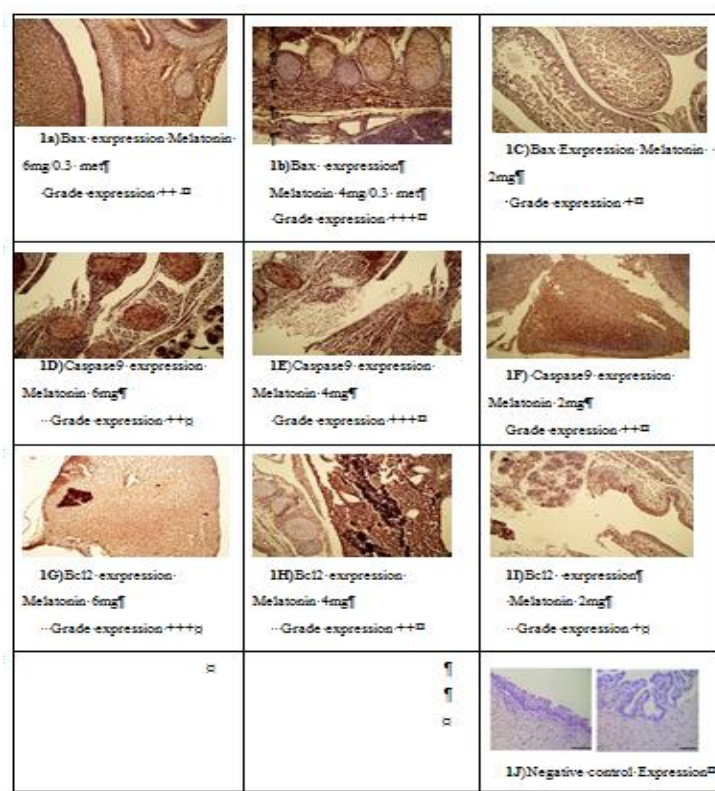 1a)Bax·exrpression·Melatonin·
6mg/0.3·met¶
·Grade·expression·++·¤
1b)Bax··exrpression¶
Melatonin·4mg/0.3·met¶
·Grade·expression·+++¤
1C)Bax·Exrpression·Melatonin··
2mg¶
·Grade·expression·+¤
1D)Caspase9·exrpression·
Melatonin·6mg¶
··Grade·expression·++¤
1E)Caspase9·exrpression·
Melatonin·4mg¶
·Grade·expression·+++¤
1F)·Caspase9·exrpression·
Melatonin·2mg¶
Grade·expression·++¤
1G)Bcl2·exrpression·
Melatonin·6mg¶
··Grade·expression·+++¤
1H)Bcl2·exrpression·
Melatonin·4mg¶
··Grade·expression·++¤
1I)Bcl2··exrpression¶
·Melatonin·2mg¶
··Grade·expression·+¤
¤
¶
¶
¤
1J)Negative·control·Expression¤